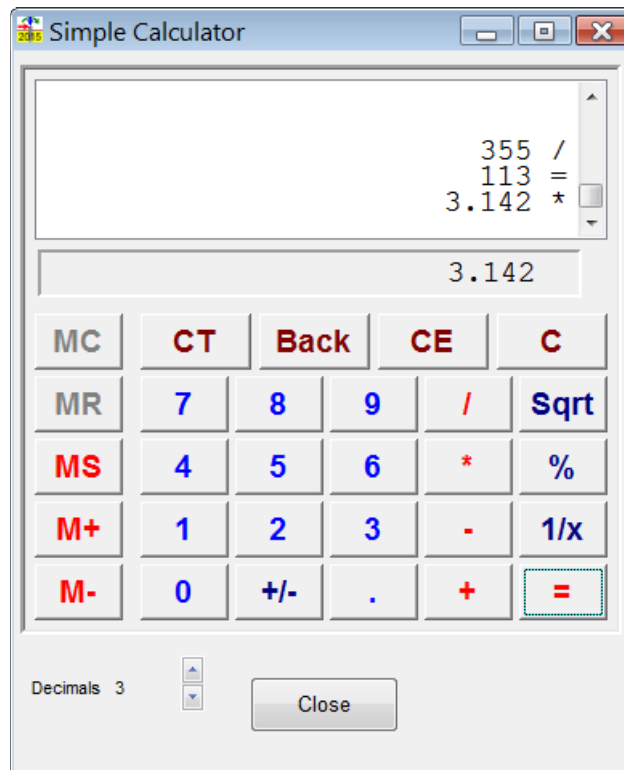 2015 Simple Calculator
355 /
113 =
3.142 *
3.142
MC CT Back CE C
MR 7 8 9 / Sqrt
MS 4 5 6 * %
M+ 1 2 3 - 1/x
M- 0 +/- . + =
Decimals 3
Close